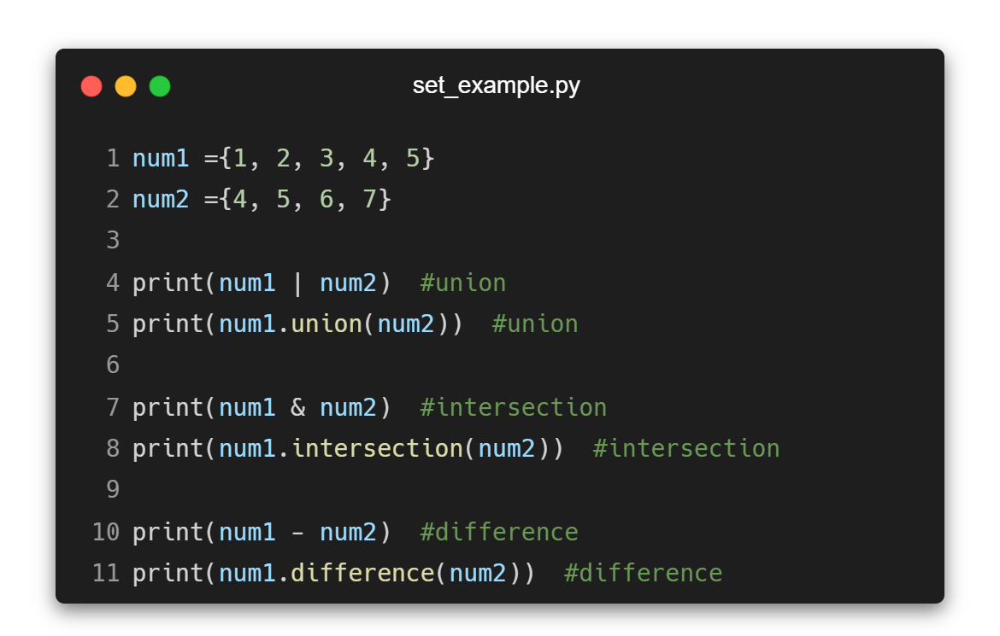 set_example.py
1 num1 ={1, 2, 3, 4, 5}
2 num2 ={4, 5, 6, 7}
3
4 print(num1 | num2)  #union
5 print(num1.union(num2))  #union
6
7 print(num1 & num2)  #intersection
8 print(num1.intersection(num2))  #intersection
9
10 print(num1 - num2)  #difference
11 print(num1.difference(num2))  #difference